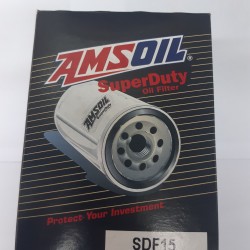 AMSOIL
SuperDuty
Oil Filter
AMSOIL
Protect Your Investment
SDF15